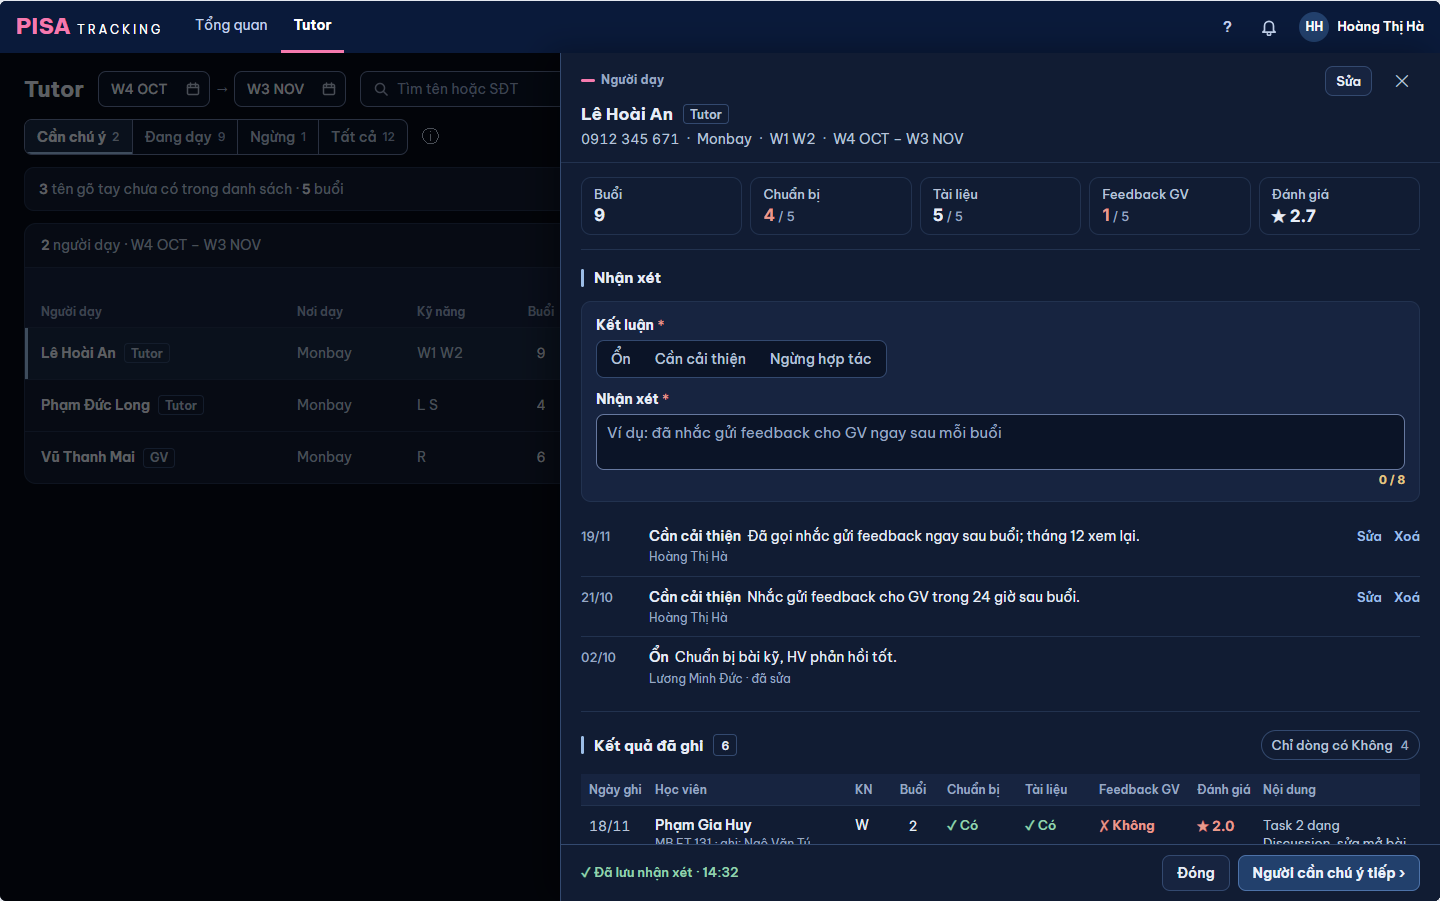 PISA TRACKING Tổng quan Tutor ? HH Hoàng Thị Hà
Tutor W4 OCT → W3 NOV Tìm tên hoặc SĐT
Cần chú ý 2 Đang dạy 9 Ngừng 1 Tất cả 12
3 tên gõ tay chưa có trong danh sách · 5 buổi
2 người dạy · W4 OCT – W3 NOV
Người dạy Nơi dạy Kỹ năng Buổi
Lê Hoài An Tutor Monbay W1 W2 9
Phạm Đức Long Tutor Monbay L S 4
Vũ Thanh Mai GV Monbay R 6
Người dạy Sửa
Lê Hoài An Tutor
0912 345 671 · Monbay · W1 W2 · W4 OCT – W3 NOV
Buổi Chuẩn bị Tài liệu Feedback GV Đánh giá
9 4 / 5 5 / 5 1 / 5 ★ 2.7
Nhận xét
Kết luận *
Ổn Cần cải thiện Ngừng hợp tác
Nhận xét *
Ví dụ: đã nhắc gửi feedback cho GV ngay sau mỗi buổi
0 / 8
19/11 Cần cải thiện Đã gọi nhắc gửi feedback ngay sau buổi; tháng 12 xem lại. Sửa Xoá
Hoàng Thị Hà
21/10 Cần cải thiện Nhắc gửi feedback cho GV trong 24 giờ sau buổi. Sửa Xoá
Hoàng Thị Hà
02/10 Ổn Chuẩn bị bài kỹ, HV phản hồi tốt.
Lương Minh Đức · đã sửa
Kết quả đã ghi 6 Chỉ dòng có Không 4
Ngày ghi Học viên KN Buổi Chuẩn bị Tài liệu Feedback GV Đánh giá Nội dung
18/11 Phạm Gia Huy W 2 ✓ Có ✓ Có ✗ Không ★ 2.0 Task 2 dạng
MB FT 131 · ghi: Ngô Văn Tú Discussion, sửa mở bài
✓ Đã lưu nhận xét · 14:32 Đóng Người cần chú ý tiếp ›